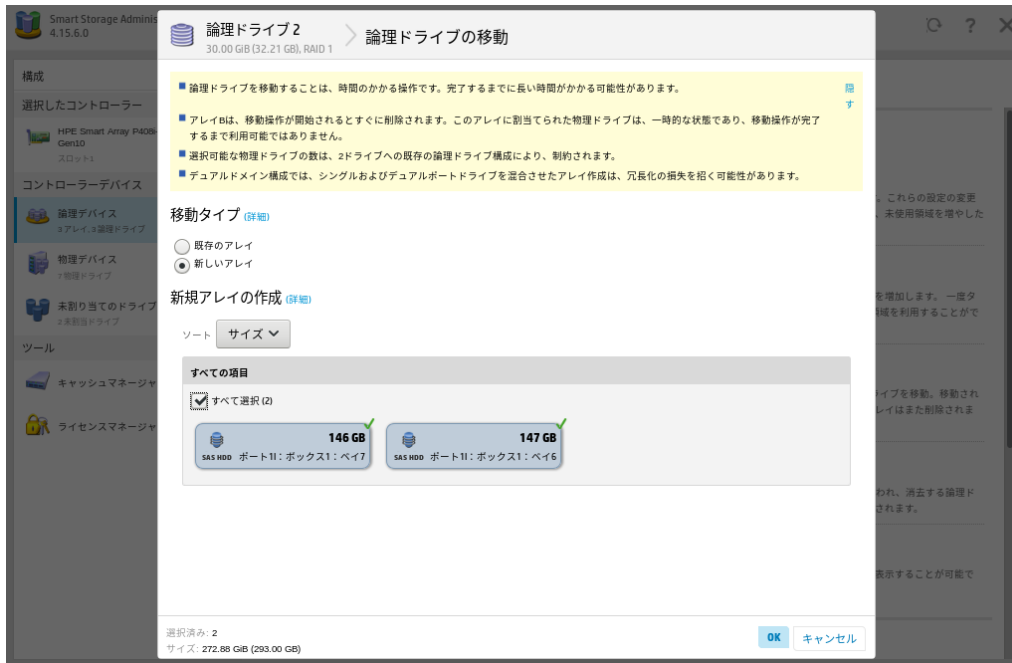 Smart Storage Adminis
4.15.6.0
論理ドライブ 2
30.00 GiB (32.21 GB), RAID 1
論理ドライブの移動
構成
選択したコントローラー
HPE Smart Array P408i-
Gen10
スロット1
コントローラーデバイス
論理デバイス
3 アレイ, 3 論理ドライブ
物理デバイス
7 物理ドライブ
未割り当てのドライブ
2 未割当ドライブ
ツール
キャッシュマネージャ
ライセンスマネージャ
論理ドライブを移動することは、時間のかかる操作です。完了するまでに長い時間がかかる可能性があります。
隠
す
アレイBは、移動操作が開始されるとすぐに削除されます。このアレイに割当てられた物理ドライブは、一時的な状態であり、移動操作が完了
するまで利用可能ではありません。
選択可能な物理ドライブの数は、2ドライブへの既存の論理ドライブ構成により、制約されます。
デュアルドメイン構成では、シングルおよびデュアルポートドライブを混合させたアレイ作成は、冗長化の損失を招く可能性があります。
移動タイプ (詳細)
既存のアレイ
新しいアレイ
新規アレイの作成 (詳細)
ソート サイズ
すべての項目
すべて選択 (2)
146 GB
SAS HDD ポート1I：ボックス1：ベイ7
147 GB
SAS HDD ポート1I：ボックス1：ベイ6
選択済み: 2
サイズ: 272.88 GiB (293.00 GB)
OK
キャンセル
。これらの設定の変更
、未使用領域を増やした
を増加します。 一度タ
領域を利用することがで
ライブを移動、移動され
レイはまた削除されま
われ、消去する論理ド
されます。
表示することが可能で